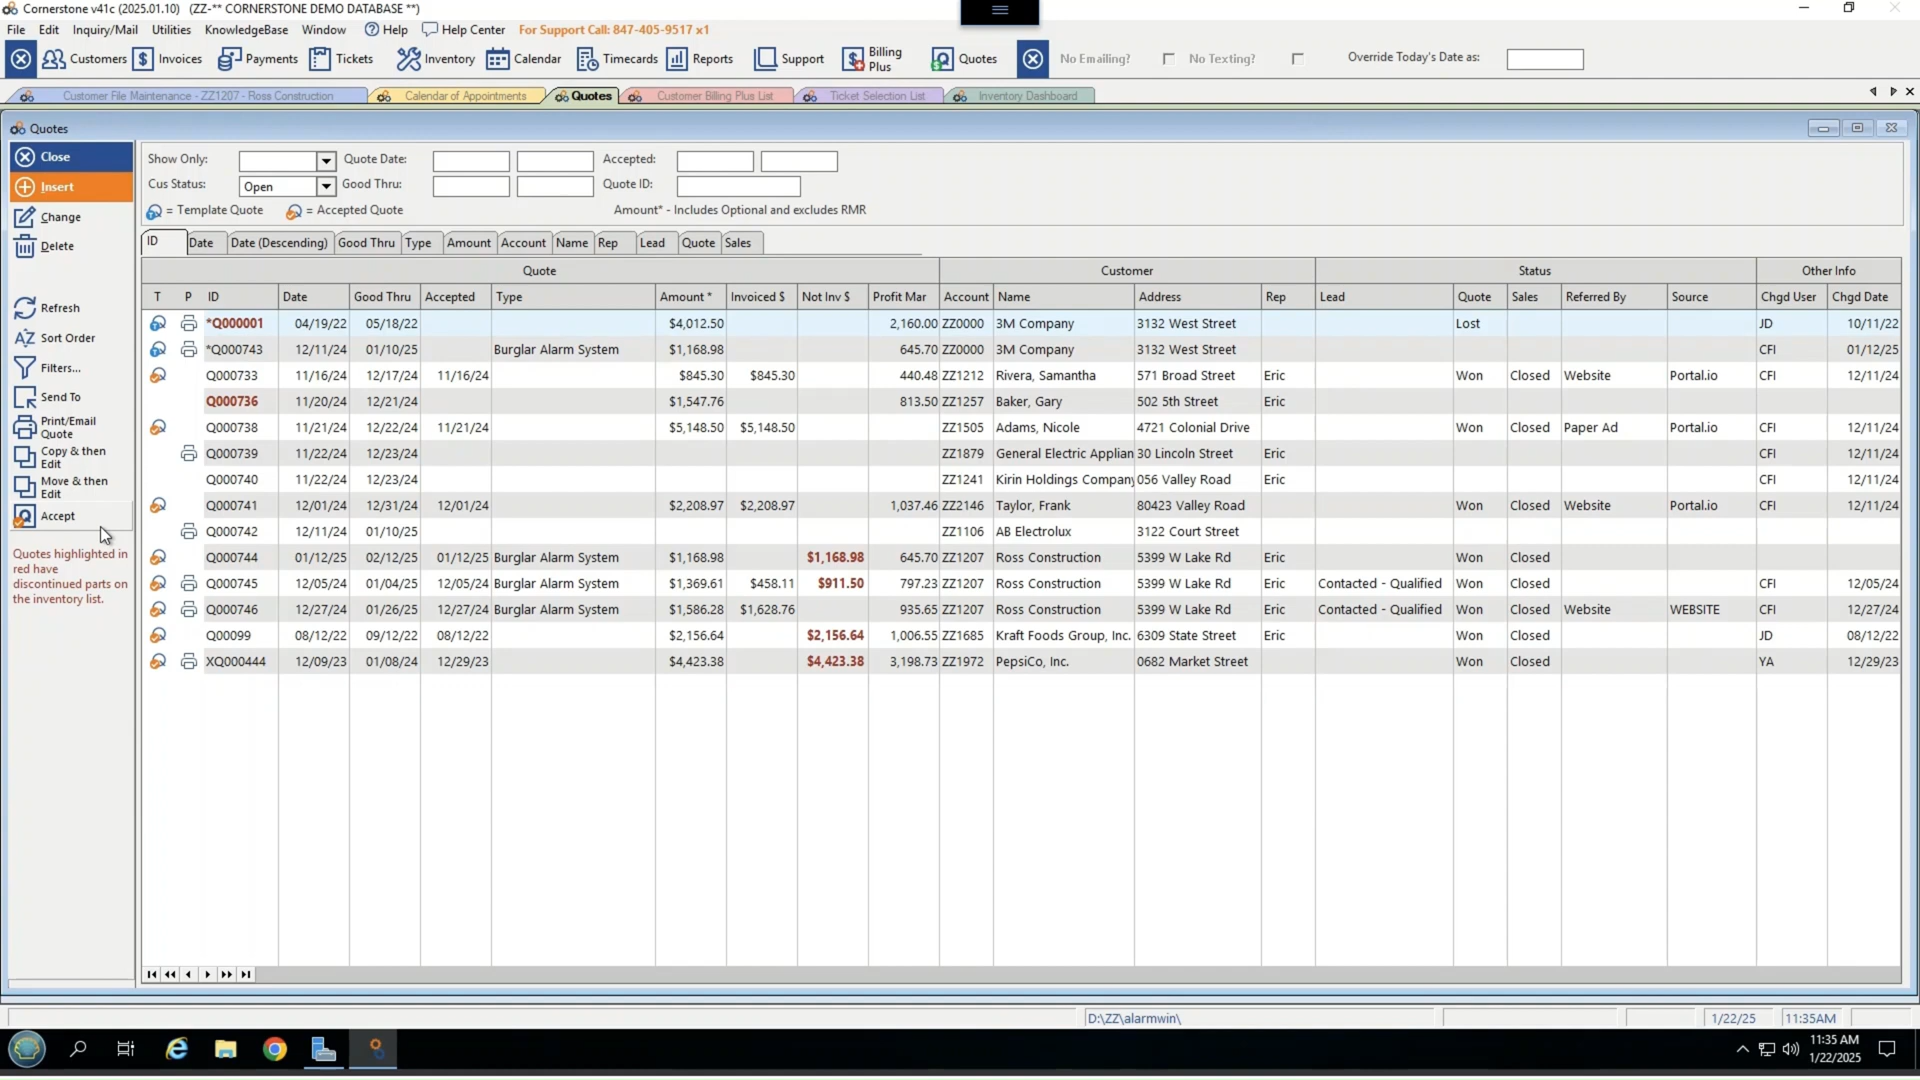 Cornerstone v41c (2025.01.10) (ZZ-** CORNERSTONE DEMO DATABASE **)
File Edit Inquiry/Mail Utilities KnowledgeBase Window Help Help Center For Support Call: 847-405-9517 x1
Customers Invoices Payments Tickets Inventory Calendar Timecards Reports Support Billing Plus Quotes No Emailing? No Texting? Override Today's Date as:
Customer File Maintenance - ZZ1207 - Ross Construction Calendar of Appointments Quotes Customer Billing Plus List Ticket Selection List Inventory Dashboard
Quotes
Close
Insert
Change
Delete
Refresh
Sort Order
Filters...
Send To
Print/Email
Quote
Copy & then
Edit
Move & then
Edit
Accept
Quotes highlighted in
red have
discontinued parts on
the inventory list.
Show Only: Quote Date: Accepted:
Cus Status: Open Good Thru: Quote ID:
= Template Quote = Accepted Quote Amount* - Includes Optional and excludes RMR
ID Date Date (Descending) Good Thru Type Amount Account Name Rep Lead Quote Sales
Quote Customer Status Other Info
T P ID Date Good Thru Accepted Type Amount * Invoiced $ Not Inv $ Profit Mar Account Name Address Rep Lead Quote Sales Referred By Source Chgd User Chgd Date
*Q000001 04/19/22 05/18/22 $4,012.50 2,160.00 ZZ0000 3M Company 3132 West Street Lost JD 10/11/22
*Q000743 12/11/24 01/10/25 Burglar Alarm System $1,168.98 645.70 ZZ0000 3M Company 3132 West Street CFI 01/12/25
Q000733 11/16/24 12/17/24 11/16/24 $845.30 $845.30 440.48 ZZ1212 Rivera, Samantha 571 Broad Street Eric Won Closed Website Portal.io CFI 12/11/24
Q000736 11/20/24 12/21/24 $1,547.76 813.50 ZZ1257 Baker, Gary 502 5th Street Eric CFI 12/11/24
Q000738 11/21/24 12/22/24 11/21/24 $5,148.50 $5,148.50 ZZ1505 Adams, Nicole 4721 Colonial Drive Won Closed Paper Ad Portal.io CFI 12/11/24
Q000739 11/22/24 12/23/24 ZZ1879 General Electric Applian 30 Lincoln Street Eric CFI 12/11/24
Q000740 11/22/24 12/23/24 ZZ1241 Kirin Holdings Company 056 Valley Road Eric CFI 12/11/24
Q000741 12/01/24 12/31/24 12/01/24 $2,208.97 $2,208.97 1,037.46 ZZ2146 Taylor, Frank 80423 Valley Road Won Closed Website Portal.io CFI 12/11/24
Q000742 12/11/24 01/10/25 ZZ1106 AB Electrolux 3122 Court Street
Q000744 01/12/25 02/12/25 01/12/25 Burglar Alarm System $1,168.98 $1,168.98 645.70 ZZ1207 Ross Construction 5399 W Lake Rd Eric Won Closed
Q000745 12/05/24 01/04/25 12/05/24 Burglar Alarm System $1,369.61 $458.11 $911.50 797.23 ZZ1207 Ross Construction 5399 W Lake Rd Eric Contacted - Qualified Won Closed CFI 12/05/24
Q000746 12/27/24 01/26/25 12/27/24 Burglar Alarm System $1,586.28 $1,628.76 935.65 ZZ1207 Ross Construction 5399 W Lake Rd Eric Contacted - Qualified Won Closed Website WEBSITE CFI 12/27/24
Q00099 08/12/22 09/12/22 08/12/22 $2,156.64 $2,156.64 1,006.55 ZZ1685 Kraft Foods Group, Inc. 6309 State Street Eric Won Closed JD 08/12/22
XQ000444 12/09/23 01/08/24 12/29/23 $4,423.38 $4,423.38 3,198.73 ZZ1972 PepsiCo, Inc. 0682 Market Street Won Closed YA 12/29/23
D:\ZZ\alarmwin\ 1/22/25 11:35AM
11:35 AM
1/22/2025